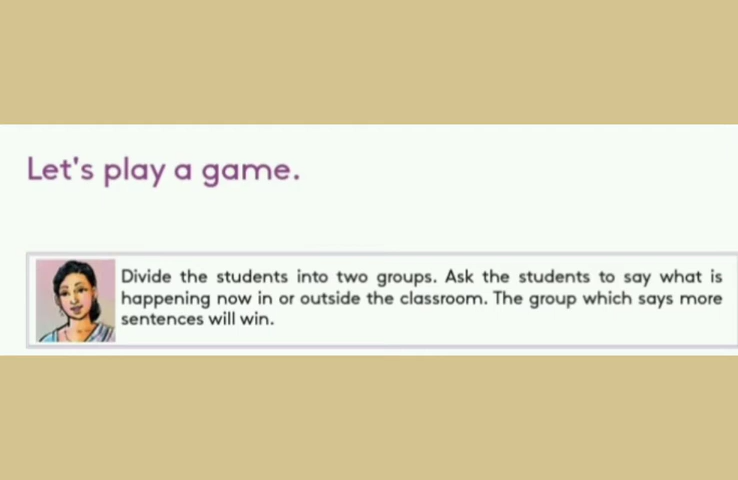 Let's play a game.
Divide the students into two groups. Ask the students to say what is
happening now in or outside the classroom. The group which says more
sentences will win.